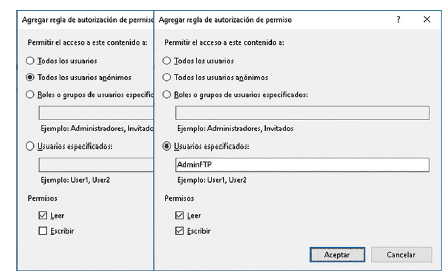 Agregar regla de autorización de permiso
Permitir el acceso a este contenido a:
Todos los usuarios
Todos los usuarios anónimos
Roles o grupos de usuarios específic
Ejemplo: Administradores, Invitado
Usuarios especificados:
Ejemplo: User1, User2
Permisos
Leer
Escribir
Agregar regla de autorización de permiso
? ×
Permitir el acceso a este contenido a:
Todos los usuarios
Todos los usuarios anónimos
Roles o grupos de usuarios especificados:
Ejemplo: Administradores, Invitados
Usuarios especificados:
AdminFTP
Ejemplo: User1, User2
Permisos
Leer
Escribir
Aceptar
Cancelar